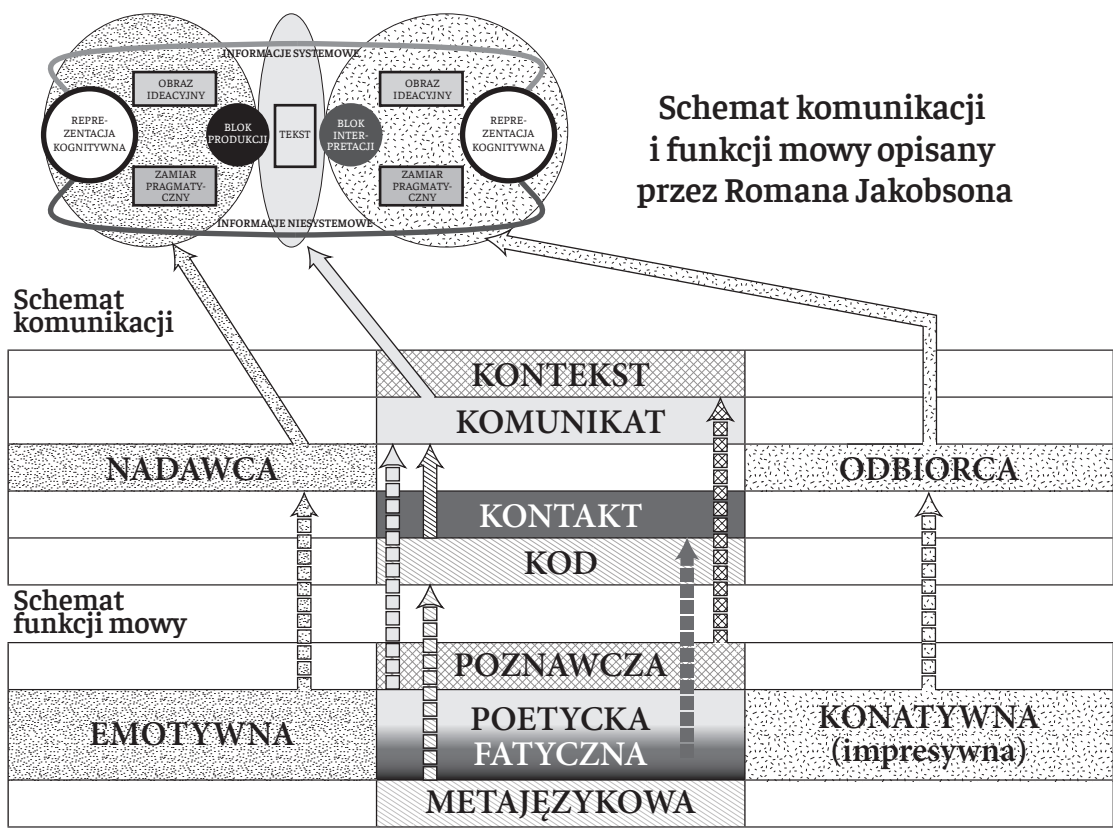 INFORMACJE SYSTEMOWE
OBRAZ
IDEACYJNY
REPRE-
ZENTACJA
KOGNITYWNA
BLOK
PRODUKCJI
ZAMIAR
PRAGMATY-
CZNY
TEKST
BLOK
INTER-
PRETACJI
OBRAZ
IDEACYJNY
REPRE-
ZENTACJA
KOGNITYWNA
ZAMIAR
PRAGMATY-
CZNY
INFORMACJE NIESYSTEMOWE
Schemat komunikacji
i funkcji mowy opisany
przez Romana Jakobsona
Schemat
komunikacji
KONTEKST
KOMUNIKAT
NADAWCA
ODBIORCA
KONTAKT
KOD
Schemat
funkcji mowy
POZNAWCZA
EMOTYWNA
POETYCKA
FATYCZNA
KONATYWNA
(impresywna)
METAJĘZYKOWA